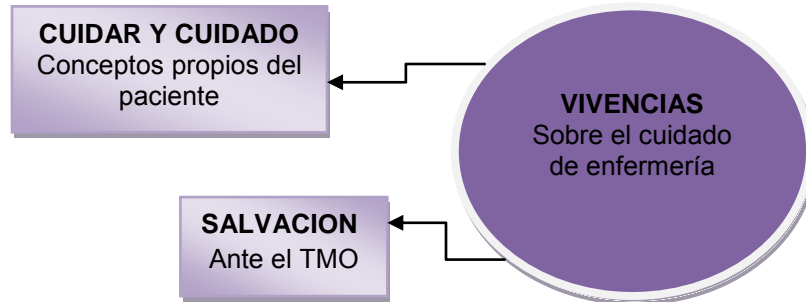 CUIDAR Y CUIDADO
Conceptos propios del
paciente
VIVENCIAS
Sobre el cuidado
de enfermería
SALVACION
Ante el TMO